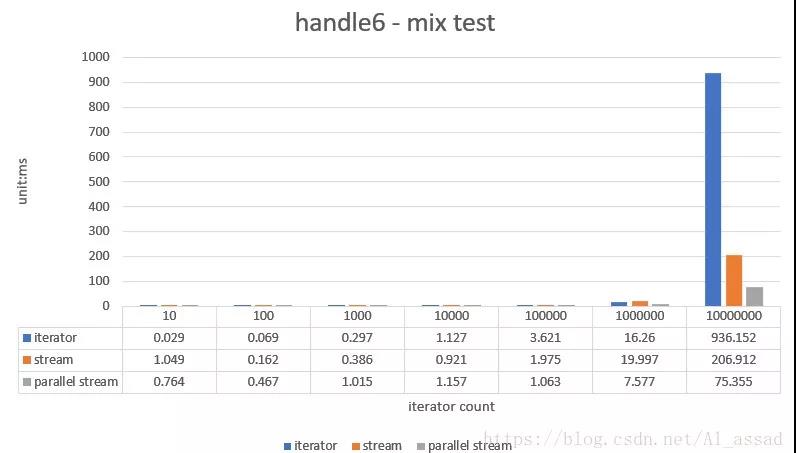 handle6 - mix test
1000
900
800
700
600
500
400
300
200
100
0
unit:ms
10 100 1000 10000 100000 1000000 10000000
iterator 0.029 0.069 0.297 1.127 3.621 16.26 936.152
stream 1.049 0.162 0.386 0.921 1.975 19.997 206.912
parallel stream 0.764 0.467 1.015 1.157 1.063 7.577 75.355
iterator count
iterator stream parallel stream
https://blog.csdn.net/Al_assad